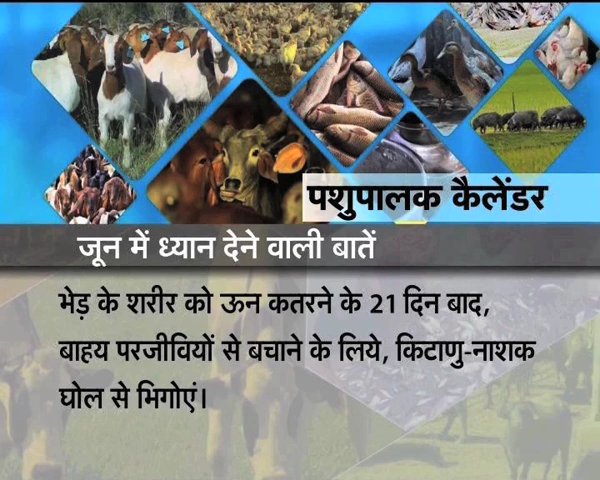 पशुपालक कैलेंडर
जून में ध्यान देने वाली बातें
भेड़ के शरीर को ऊन कतरने के 21 दिन बाद,
बाहय परजीवियों से बचाने के लिये, किटाणु-नाशक
घोल से भिगोएं।